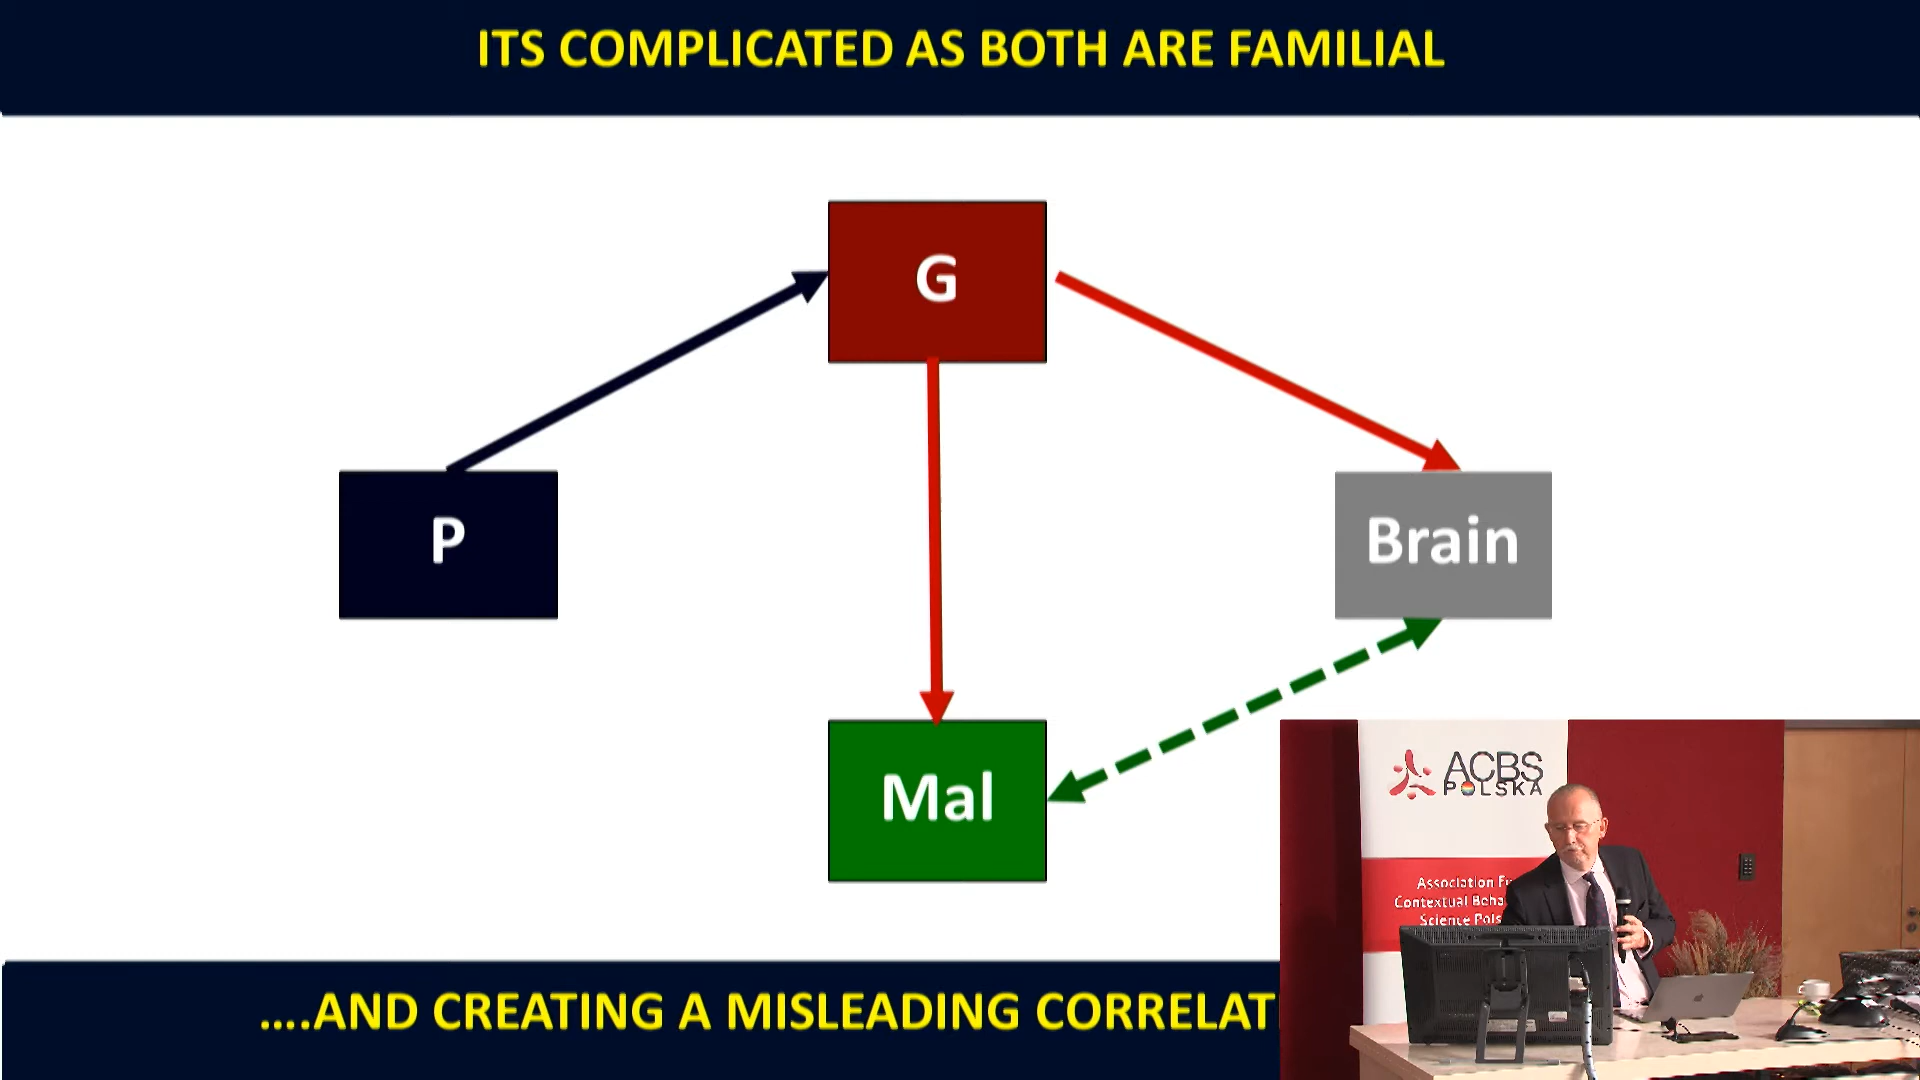 ITS COMPLICATED AS BOTH ARE FAMILIAL
G
P
Brain
Mal
....AND CREATING A MISLEADING CORRELAT
ACBS
POLSKA
Association Fu
Contextual Beha
Science Pols